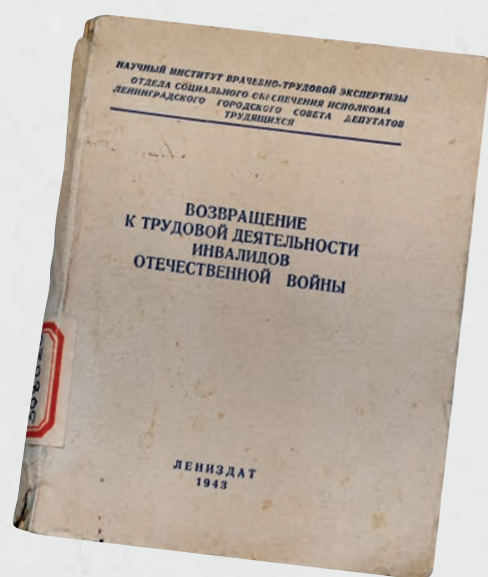 НАУЧНЫЙ ИНСТИТУТ ВРАЧЕБНО-ТРУДОВОЙ ЭКСПЕРТИЗЫ
ОТДЕЛА СОЦИАЛЬНОГО ОБЕСПЕЧЕНИЯ ИСПОЛКОМА
ЛЕНИНГРАДСКОГО ГОРОДСКОГО СОВЕТА ДЕПУТАТОВ
ТРУДЯЩИХСЯ
ВОЗВРАЩЕНИЕ
К ТРУДОВОЙ ДЕЯТЕЛЬНОСТИ
ИНВАЛИДОВ
ОТЕЧЕСТВЕННОЙ ВОЙНЫ
ЛЕНИЗДАТ
1943